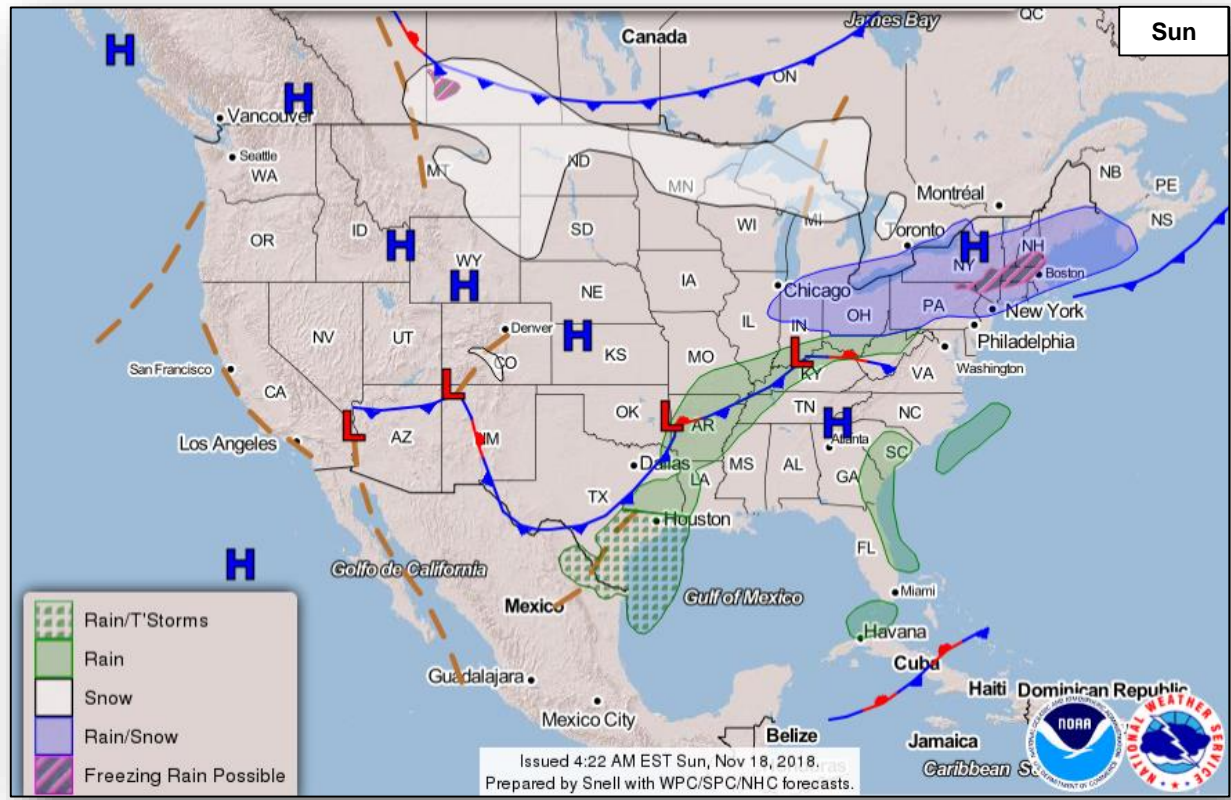 Sun
James Bay
QC
Canada
ON
H
H
Vancouver
Seattle
WA
MT
ND
MN
Montréal
NB
PE
NS
OR
ID
H
WY
H
SD
WI
MI
Toronto
H
NY
NH
Boston
NE
IA
Chicago
IL
IN
OH
PA
New York
Philadelphia
Washington
NV
UT
Denver
CO
H
KS
MO
L
KY
VA
San Francisco
CA
L
Los Angeles
L
AZ
NM
OK
L
AR
TN
H
Atlanta
NC
SC
Dallas
TX
LA
MS
AL
GA
Houston
FL
H
Golfo de California
Mexico
Gulf of Mexico
Miami
Havana
Cuba
Haiti
Dominican Republic
Guadalajara
Mexico City
Belize
Jamaica
Caribbean S
Rain/T'Storms
Rain
Snow
Rain/Snow
Freezing Rain Possible
Issued 4:22 AM EST Sun, Nov 18, 2018.
Prepared by Snell with WPC/SPC/NHC forecasts.
NOAA
NATIONAL WEATHER SERVICE